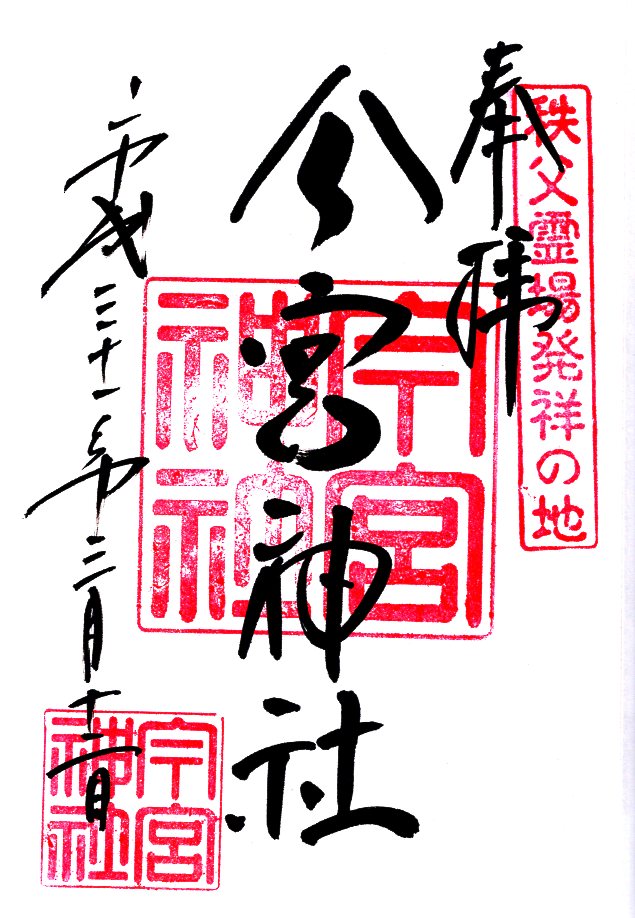 秩父霊場発祥の地
奉拝
今宮神社
今宮
神社
平成三十一年三月十二日
今宮
神社